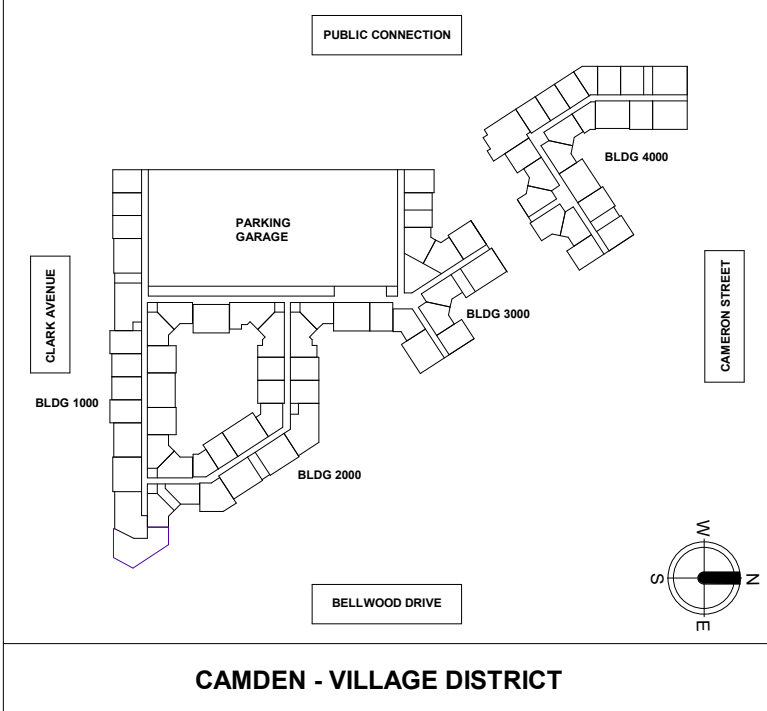 PUBLIC CONNECTION
BLDG 4000
PARKING
GARAGE
CLARK AVENUE
CAMERON STREET
BLDG 3000
BLDG 1000
BLDG 2000
W
S
N
E
BELLWOOD DRIVE
CAMDEN - VILLAGE DISTRICT